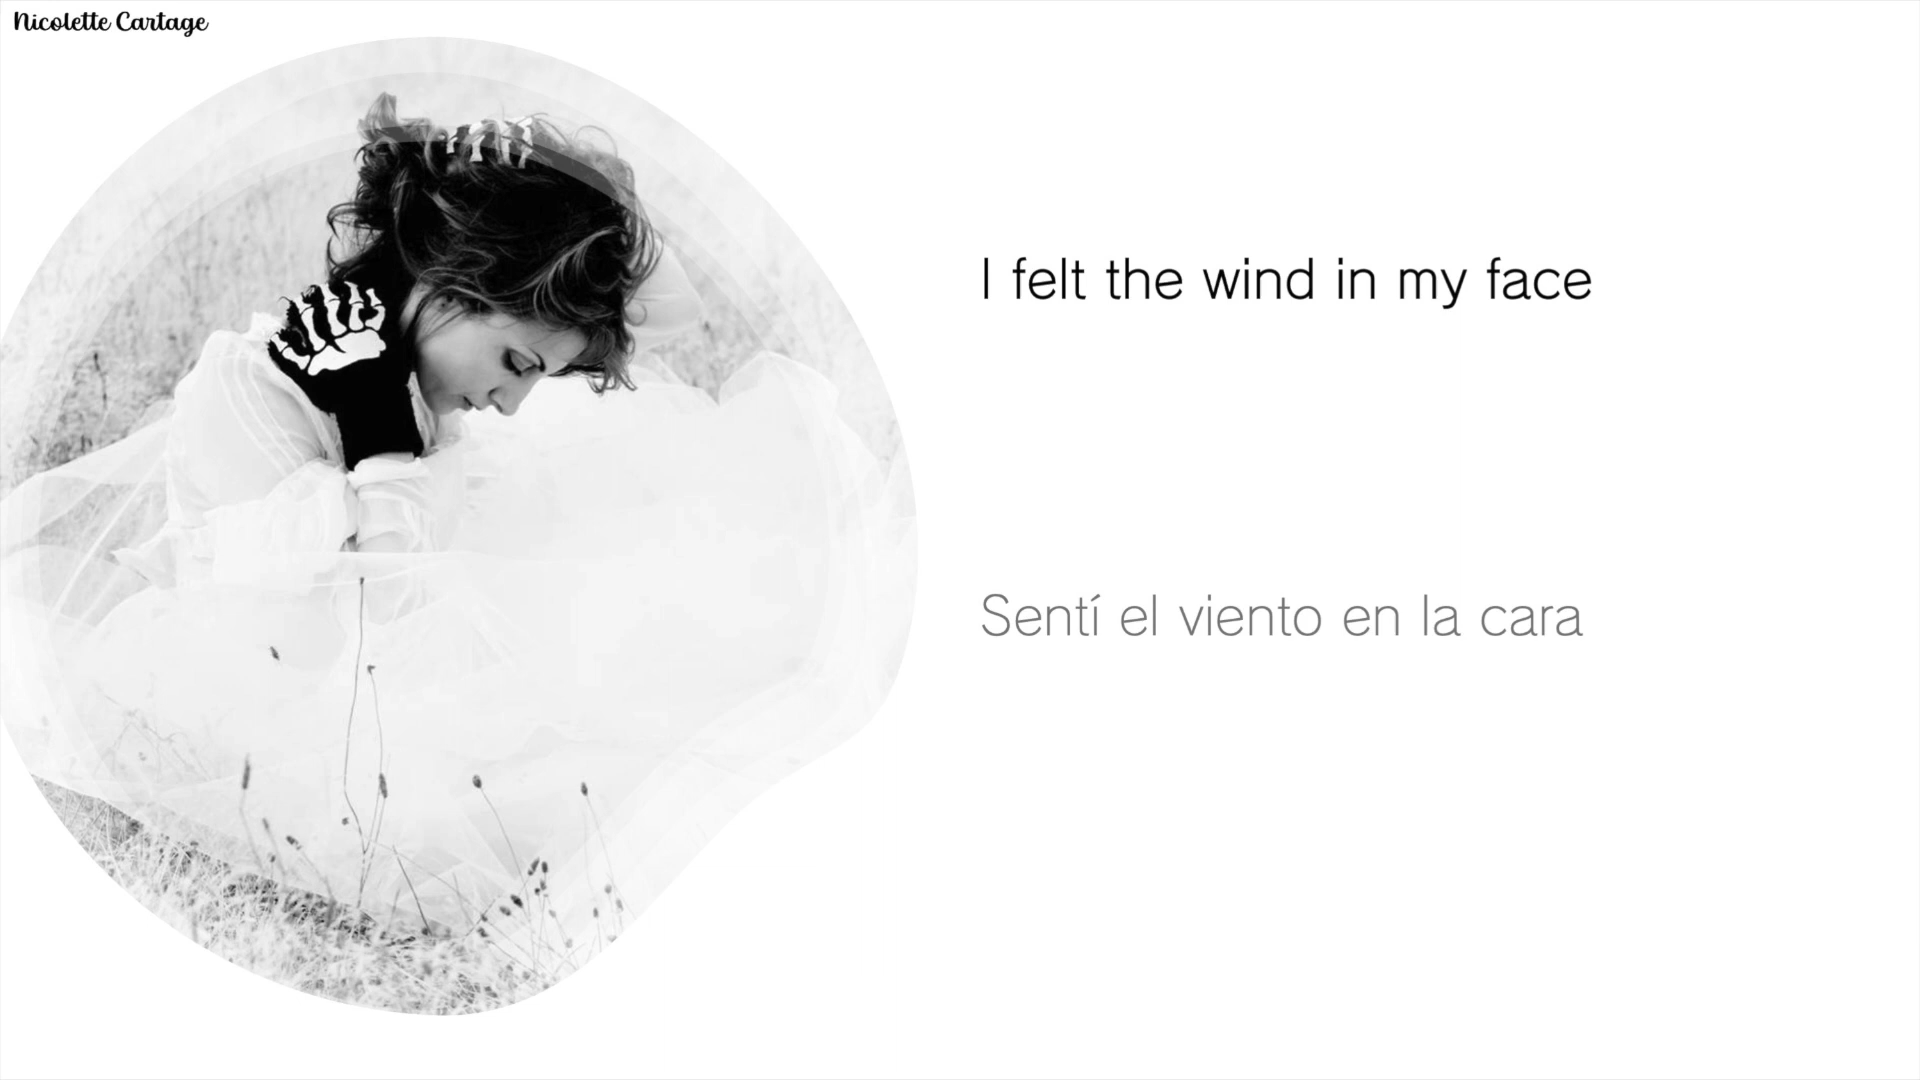 Nicolette Cartage
I felt the wind in my face
Sentí el viento en la cara